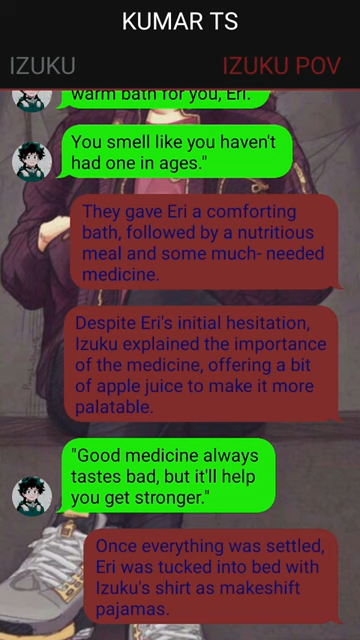 KUMAR TS
IZUKU
IZUKU POV
warm bath for you, Eri.
You smell like you haven't
had one in ages."
They gave Eri a comforting
bath, followed by a nutritious
meal and some much- needed
medicine.
Despite Eri's initial hesitation,
Izuku explained the importance
of the medicine, offering a bit
of apple juice to make it more
palatable.
"Good medicine always
tastes bad, but it'll help
you get stronger."
Once everything was settled,
Eri was tucked into bed with
Izuku's shirt as makeshift
pajamas.